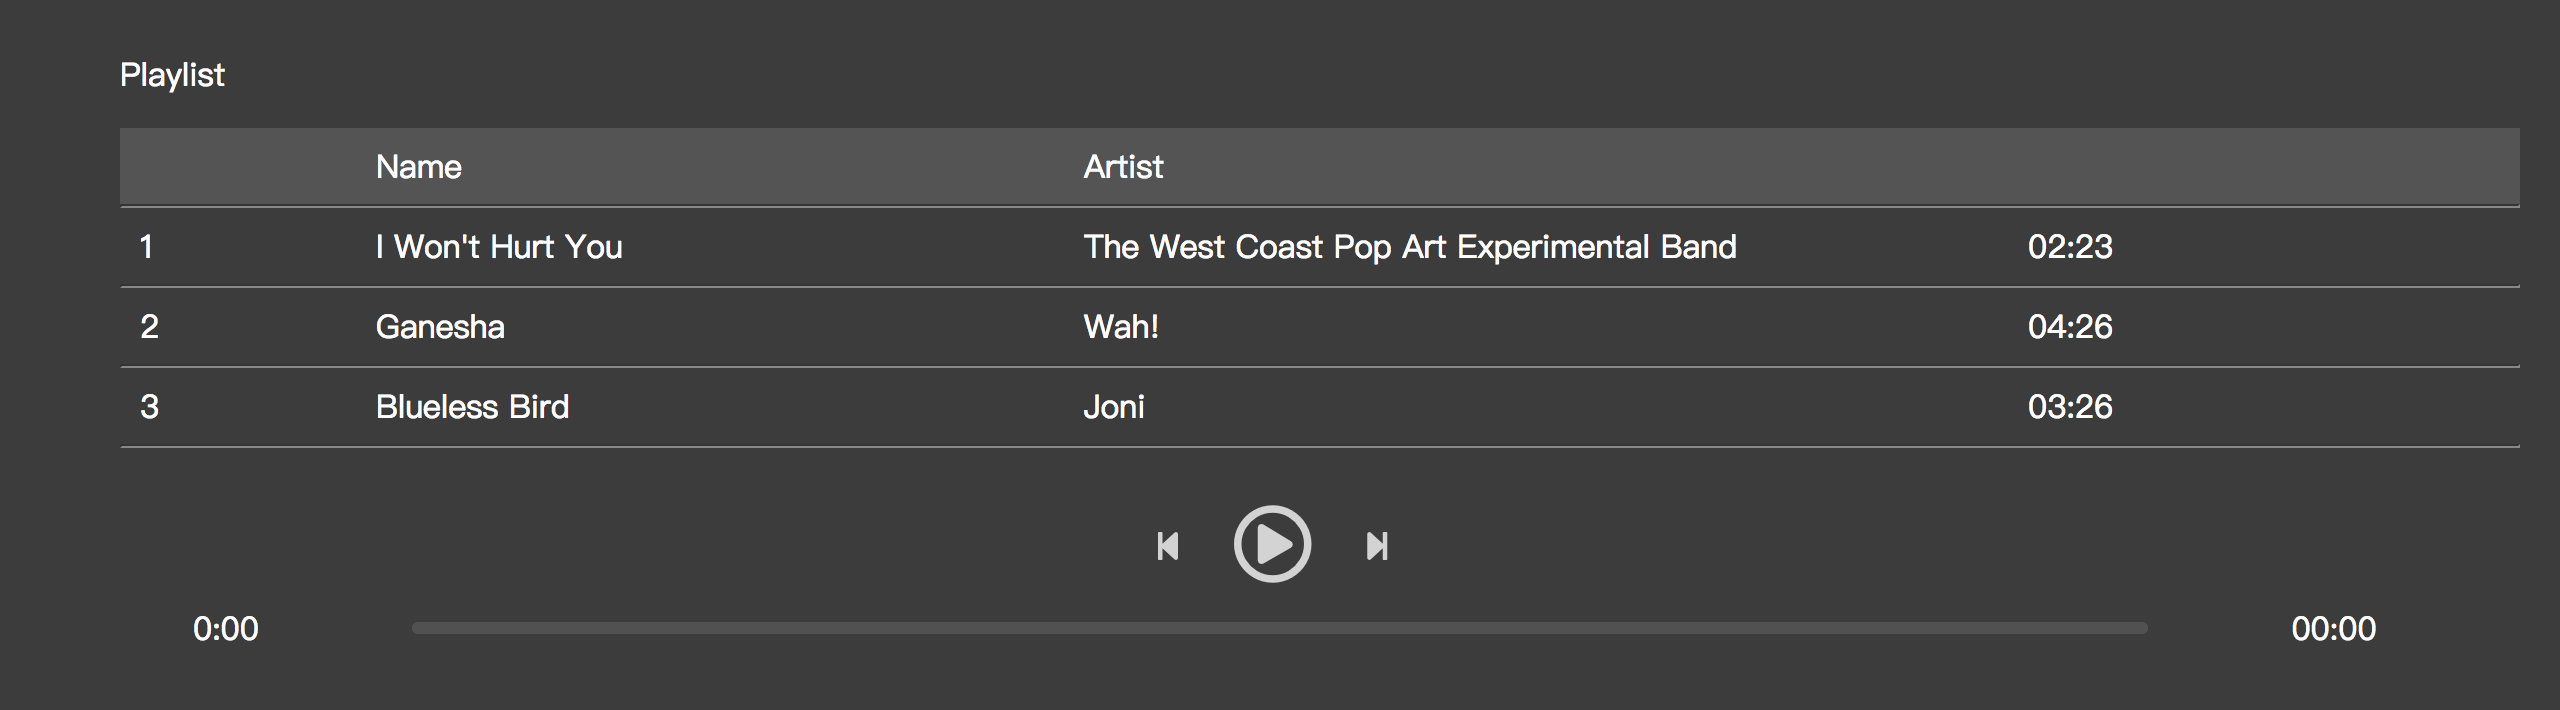 Playlist
Name Artist
1 I Won't Hurt You The West Coast Pop Art Experimental Band 02:23
2 Ganesha Wah! 04:26
3 Blueless Bird Joni 03:26
0:00 00:00